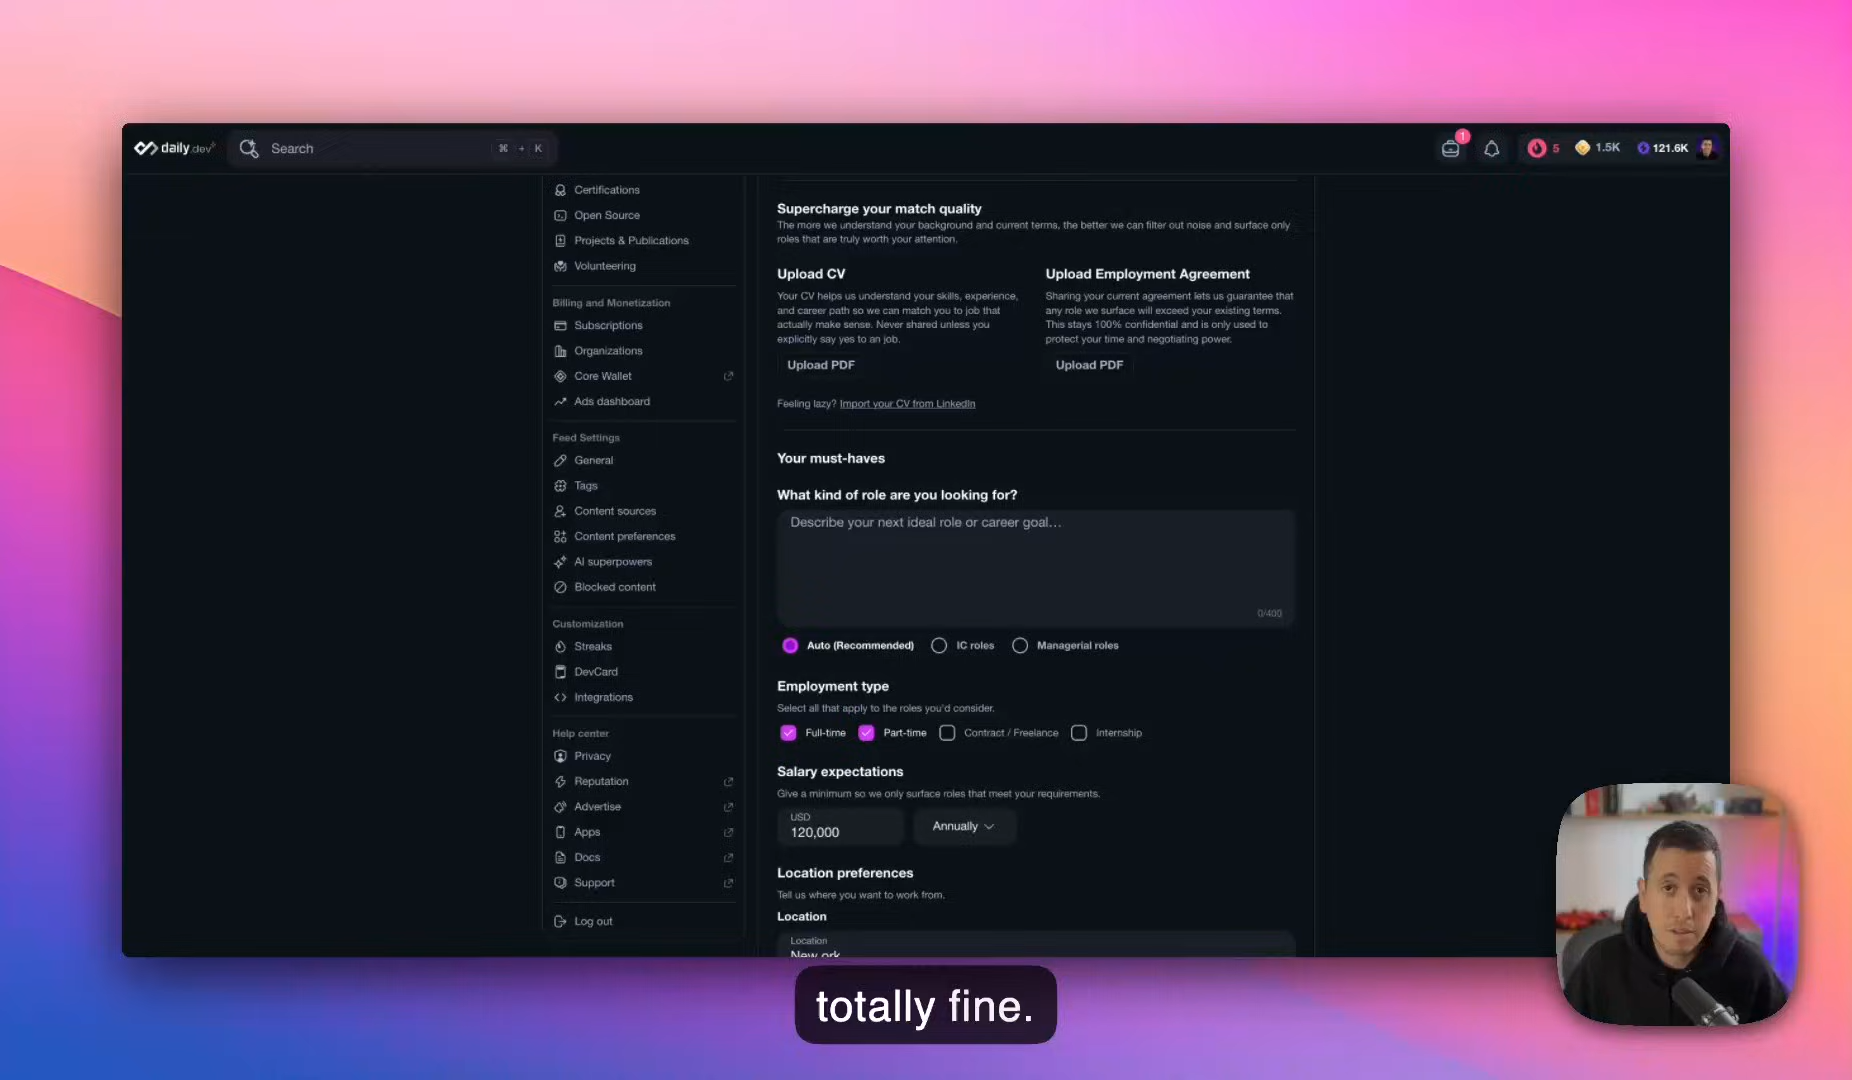 daily.dev
Search
⌘ + K
1
5
1.5K
121.6K
Certifications
Open Source
Projects & Publications
Volunteering
Billing and Monetization
Subscriptions
Organizations
Core Wallet
Ads dashboard
Feed Settings
General
Tags
Content sources
Content preferences
AI superpowers
Blocked content
Customization
Streaks
DevCard
Integrations
Help center
Privacy
Reputation
Advertise
Apps
Docs
Support
Log out
Supercharge your match quality
The more we understand your background and current terms, the better we can filter out noise and surface only
roles that are truly worth your attention.
Upload CV
Your CV helps us understand your skills, experience,
and career path so we can match you to job that
actually make sense. Never shared unless you
explicitly say yes to an job.
Upload PDF
Upload Employment Agreement
Sharing your current agreement lets us guarantee that
any role we surface will exceed your existing terms.
This stays 100% confidential and is only used to
protect your time and negotiating power.
Upload PDF
Feeling lazy? Import your CV from LinkedIn
Your must-haves
What kind of role are you looking for?
Describe your next ideal role or career goal...
0/400
Auto (Recommended)
IC roles
Managerial roles
Employment type
Select all that apply to the roles you'd consider.
Full-time
Part-time
Contract / Freelance
Internship
Salary expectations
Give a minimum so we only surface roles that meet your requirements.
USD
120,000
Annually
Location preferences
Tell us where you want to work from.
Location
Location
New ork
totally fine.